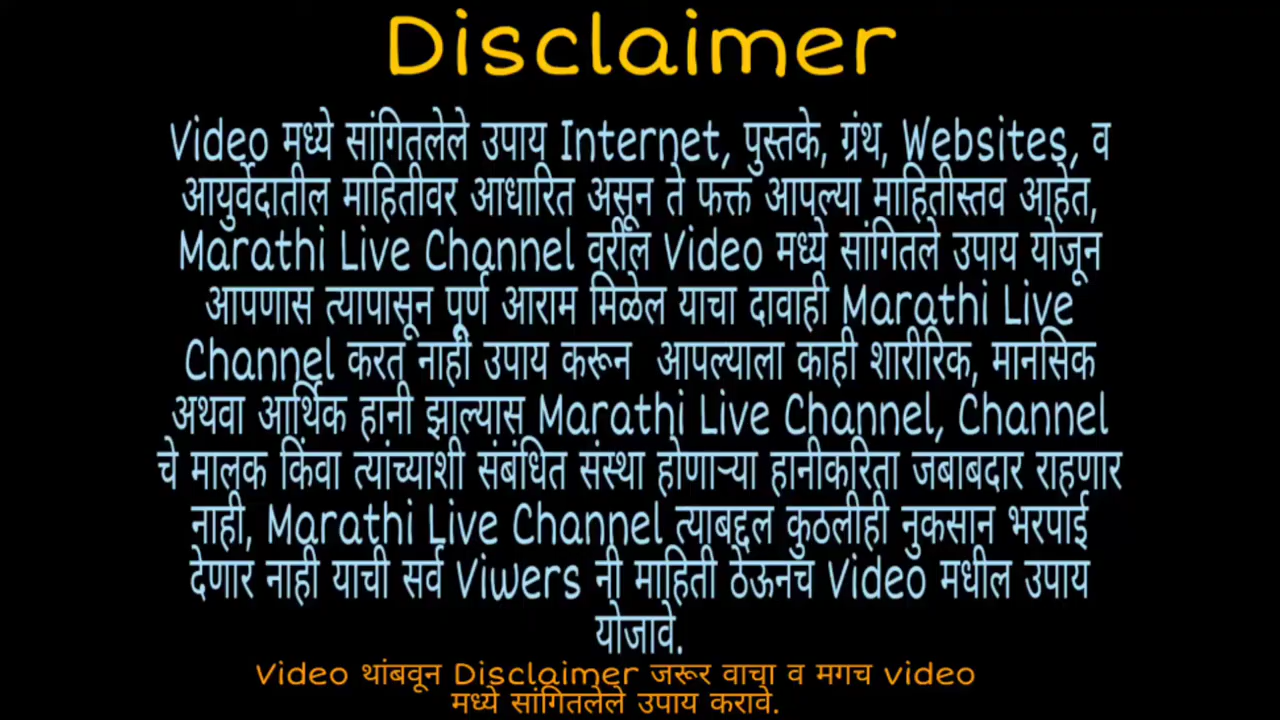 Disclaimer
Video मध्ये सांगितलेले उपाय Internet, पुस्तके, ग्रंथ, Websites, व
आयुर्वेदातील माहितीवर आधारित असून ते फक्त आपल्या माहितीस्तव आहेत,
Marathi Live Channel वरील Video मध्ये सांगितले उपाय योजून
आपणास त्यापासून पूर्ण आराम मिळेल याचा दावाही Marathi Live
Channel करत नाही उपाय करून आपल्याला काही शारीरिक, मानसिक
अथवा आर्थिक हानी झाल्यास Marathi Live Channel, Channel
चे मालक किंवा त्यांच्याशी संबंधित संस्था होणाऱ्या हानीकरिता जबाबदार राहणार
नाही, Marathi Live Channel त्याबद्दल कुठलीही नुकसान भरपाई
देणार नाही याची सर्व Viwers नी माहिती ठेऊनच Video मधील उपाय
योजावे.
Video थांबवून Disclaimer जरूर वाचा व मगच video
मध्ये सांगितलेले उपाय करावे.